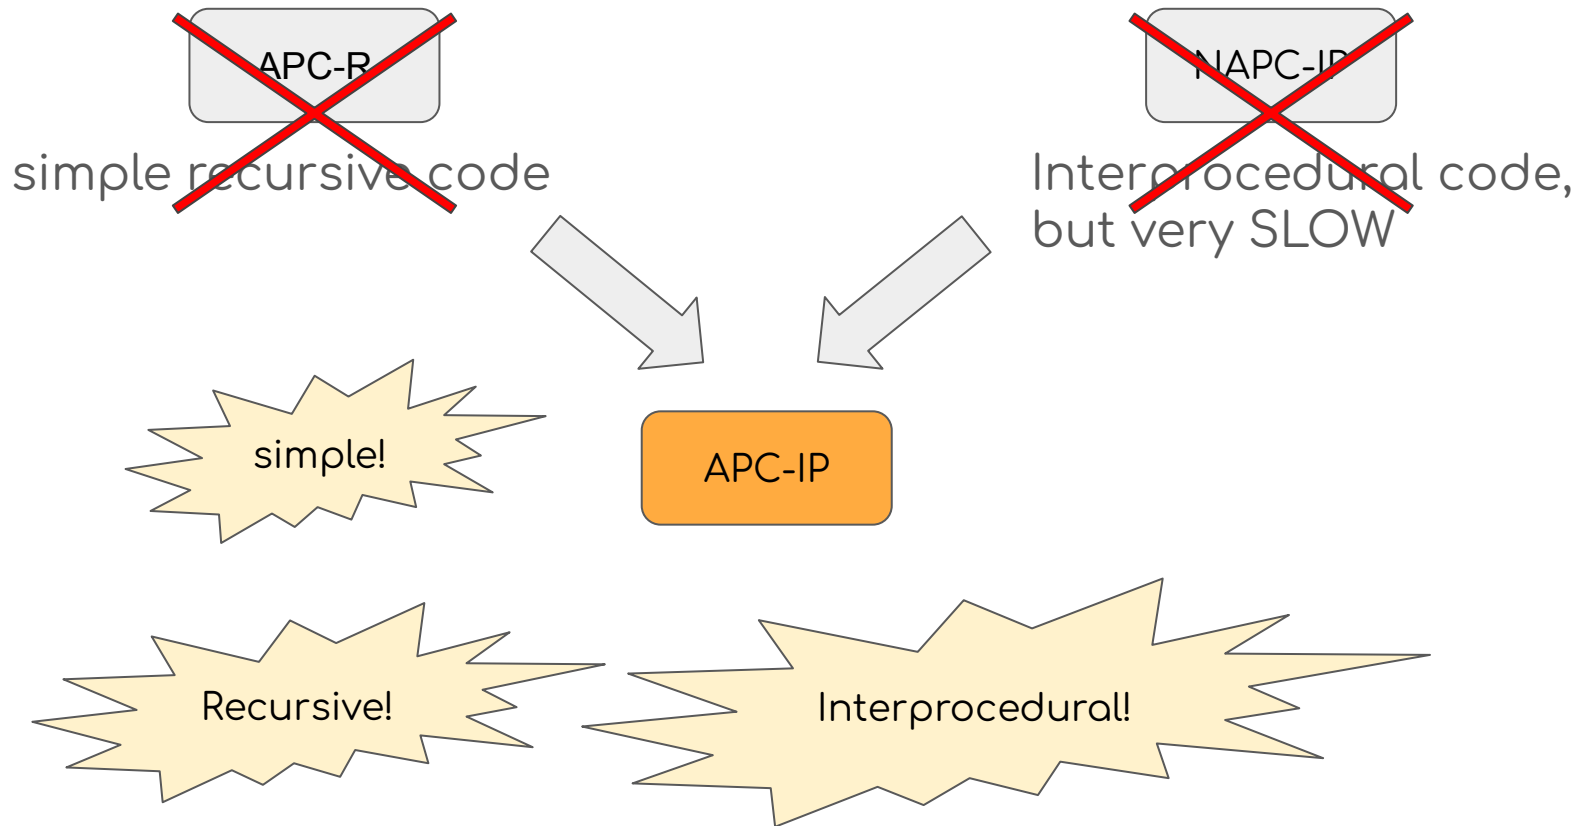 APC-R
NAPC-IP
simple recursive code
Interprocedural code,
but very SLOW
simple!
APC-IP
Recursive!
Interprocedural!